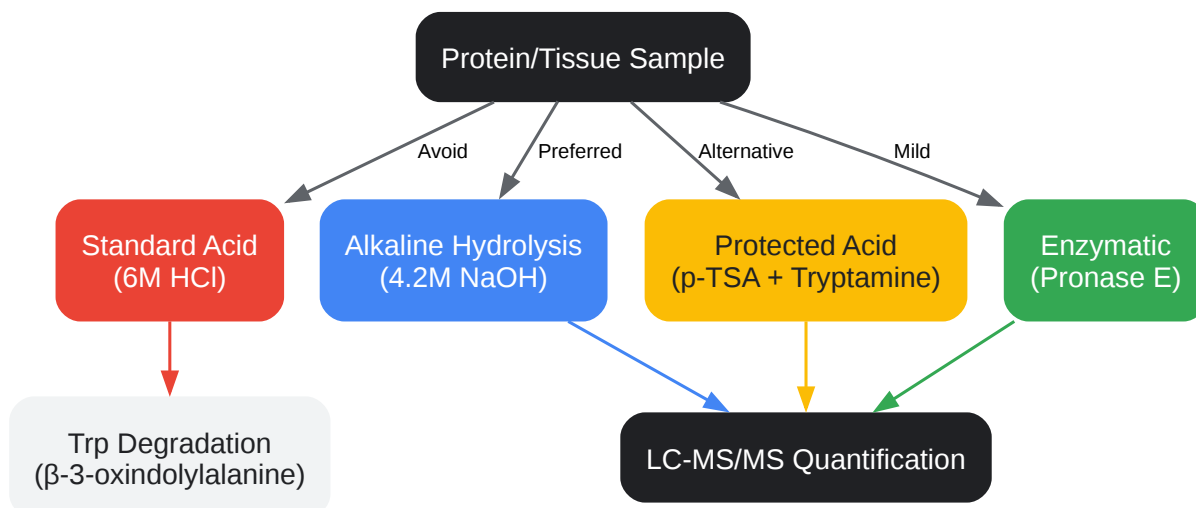 Protein/Tissue Sample
Avoid
Preferred
Alternative
Mild
Standard Acid
(6M HCl)
Alkaline Hydrolysis
(4.2M NaOH)
Protected Acid
(p-TSA + Tryptamine)
Enzymatic
(Pronase E)
Trp Degradation
(β-3-oxindolylalanine)
LC-MS/MS Quantification